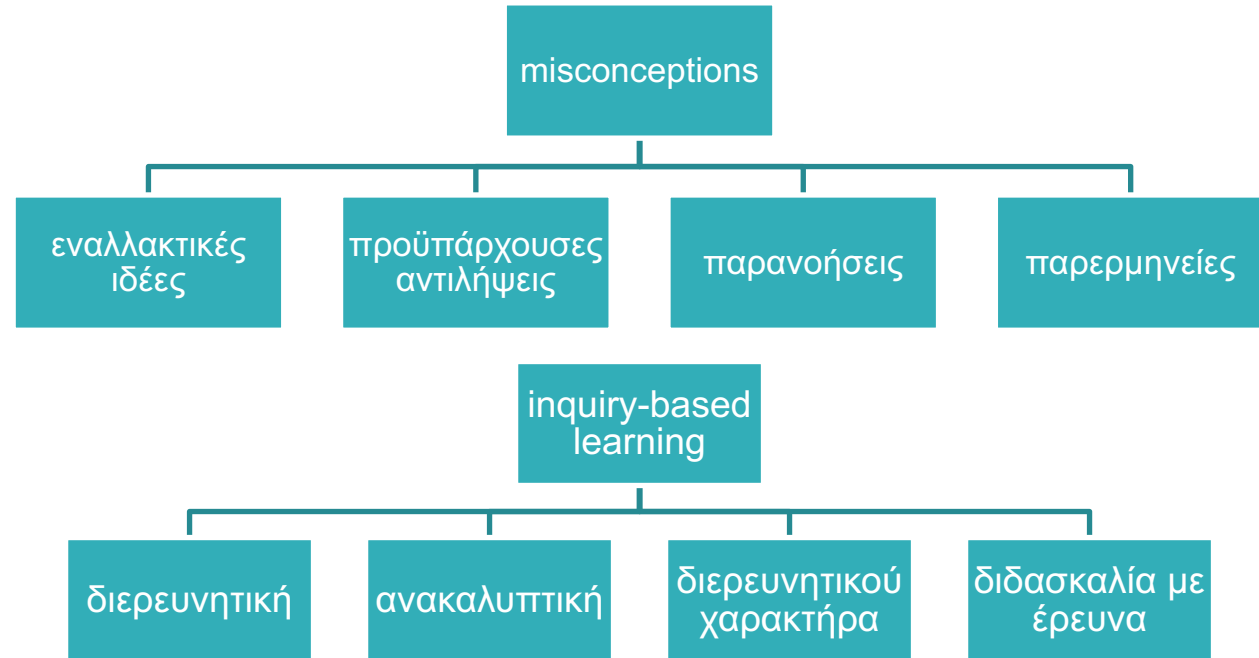 misconceptions
εναλλακτικές
ιδέες
προϋπάρχουσες
αντιλήψεις
παρανοήσεις
παρερμηνείες
inquiry-based
learning
διερευνητική
ανακαλυπτική
διερευνητικού
χαρακτήρα
διδασκαλία με
έρευνα